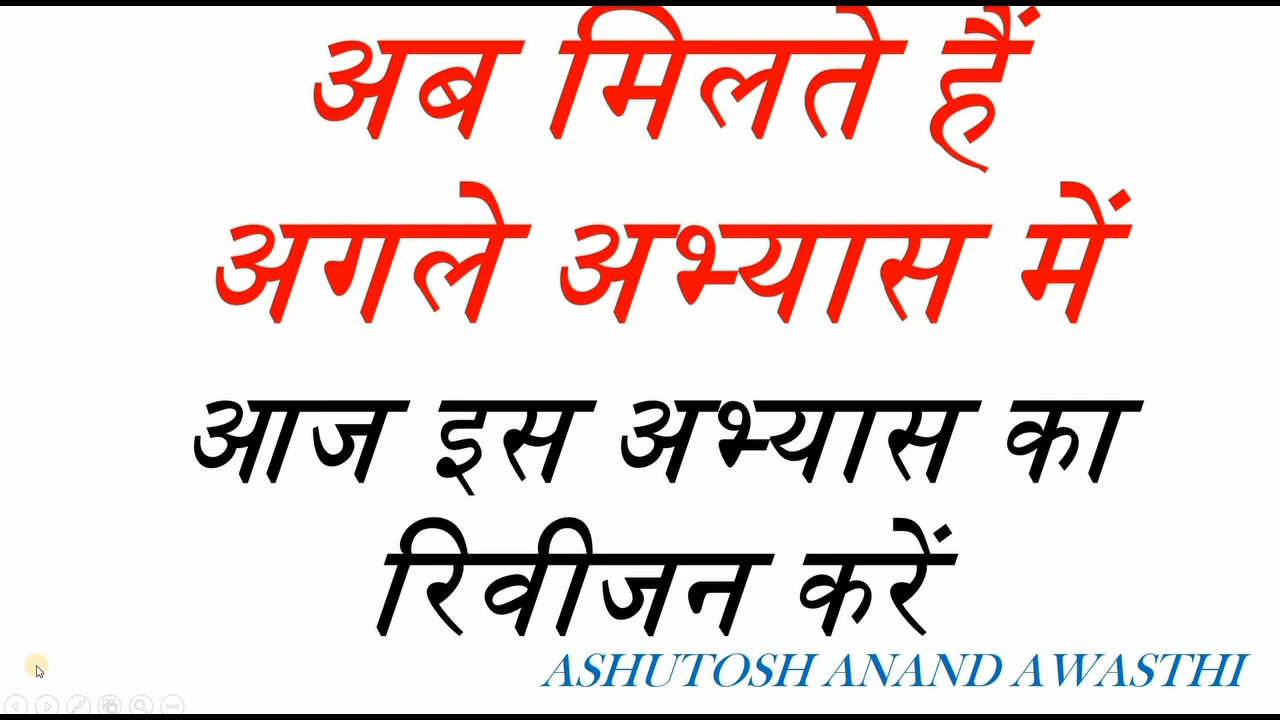 अब मिलते हैं
अगले अभ्यास में
आज इस अभ्यास का
रिवीजन करें
ASHUTOSH ANAND AWASTHI